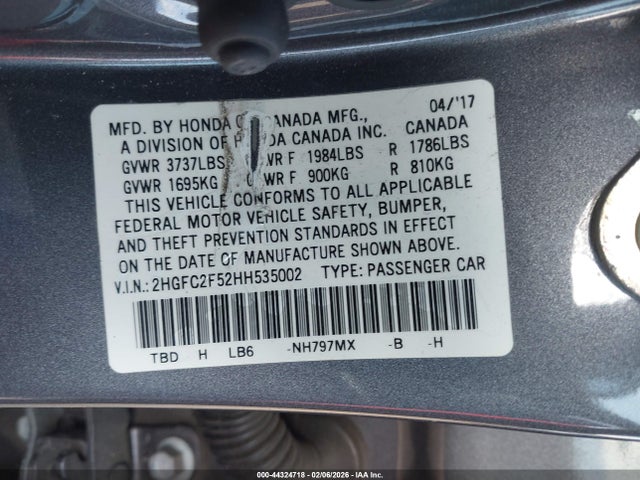 MFD. BY HONDA CANADA MFG., 04/'17
A DIVISION OF HONDA CANADA INC. CANADA
GVWR 3737LBS WR F 1984LBS R 1786LBS
GVWR 1695KG WR F 900KG R 810KG
THIS VEHICLE CONFORMS TO ALL APPLICABLE
FEDERAL MOTOR VEHICLE SAFETY, BUMPER,
AND THEFT PREVENTION STANDARDS IN EFFECT
ON THE DATE OF MANUFACTURE SHOWN ABOVE.
V.I.N.: 2HGFC2F52HH535002 TYPE: PASSENGER CAR
TBD H LB6 -NH797MX -B -H
000-44324718 | 02/06/2026 | IAA Inc.